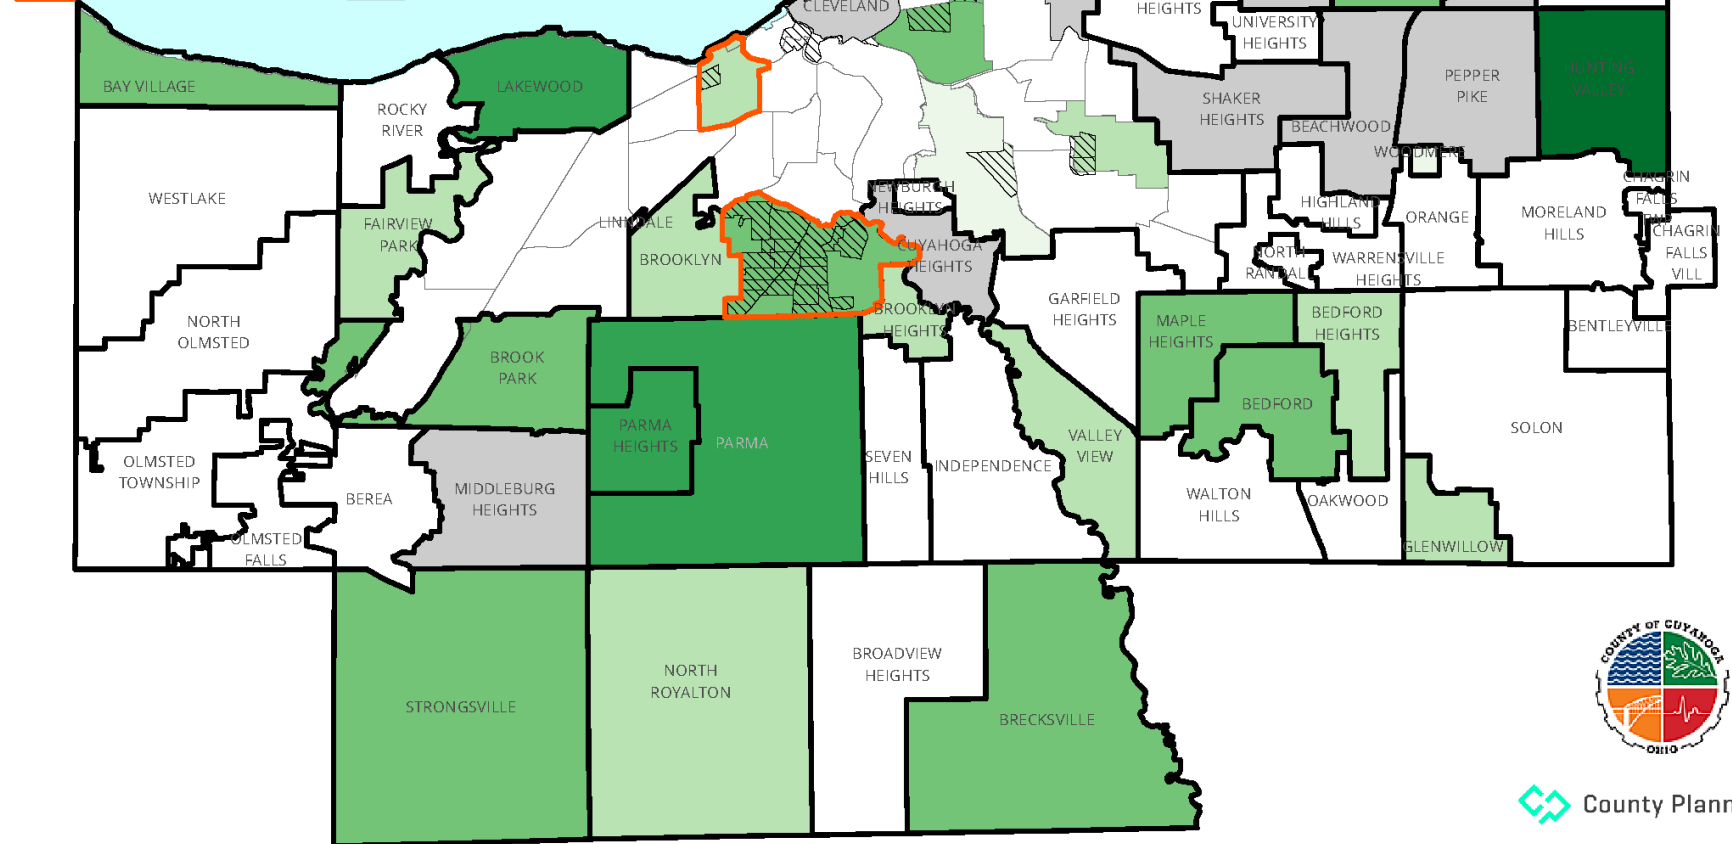 CLEVELAND
HEIGHTS
UNIVERSITY
HEIGHTS
BAY VILLAGE
LAKEWOOD
ROCKY
RIVER
SHAKER
HEIGHTS
BEACHWOOD
PEPPER
PIKE
HUNTING
VALLEY
WOODMERE
WESTLAKE
FAIRVIEW
PARK
LINNDALE
BROOKLYN
NEWBURGH
HEIGHTS
CUYAHOGA
HEIGHTS
BROOKLYN
HEIGHTS
HIGHLAND
HILLS
ORANGE
MORELAND
HILLS
CHAGRIN
FALLS
TWP
CHAGRIN
FALLS
VILL
NORTH
RANDALL
WARRENSVILLE
HEIGHTS
GARFIELD
HEIGHTS
MAPLE
HEIGHTS
BEDFORD
HEIGHTS
BENTLEYVILLE
NORTH
OLMSTED
BROOK
PARK
PARMA
HEIGHTS
PARMA
SEVEN
HILLS
INDEPENDENCE
VALLEY
VIEW
BEDFORD
SOLON
OLMSTED
TOWNSHIP
BEREA
MIDDLEBURG
HEIGHTS
WALTON
HILLS
OAKWOOD
GLENWILLOW
OLMSTED
FALLS
STRONGSVILLE
NORTH
ROYALTON
BROADVIEW
HEIGHTS
BRECKSVILLE
COUNTY OF CUYAHOGA
OHIO
County Plann